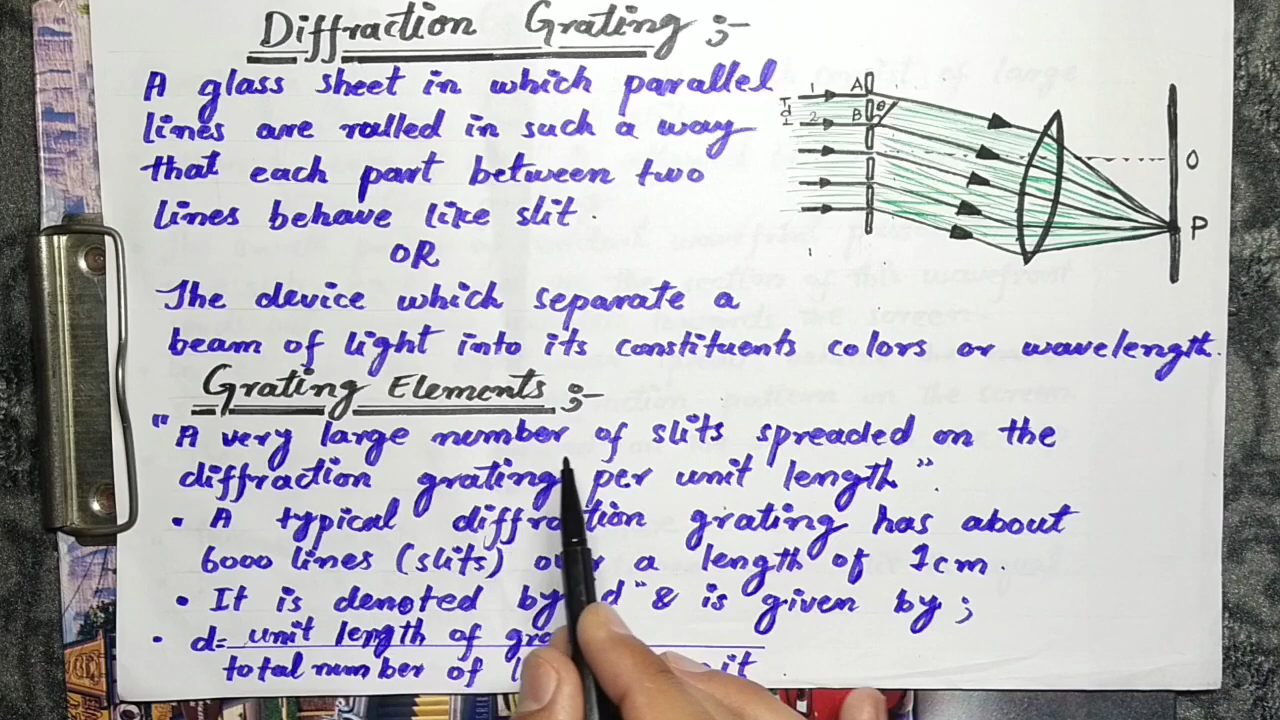 Diffraction Grating ;-
A glass sheet in which parallel
lines are ralled in such a way
that each part between two
lines behave like slit.
OR
The device which separate a
beam of light into its constituents colors or wavelength.
Grating Elements ;-
"A very large number of slits spreaded on the
diffraction grating per unit length".
• A typical diffraction grating has about
6000 lines (slits) over a length of 1cm.
• It is denoted by "d" & is given by ;
• d= unit length of
total number of
1 A
d
2 B θ
O
P